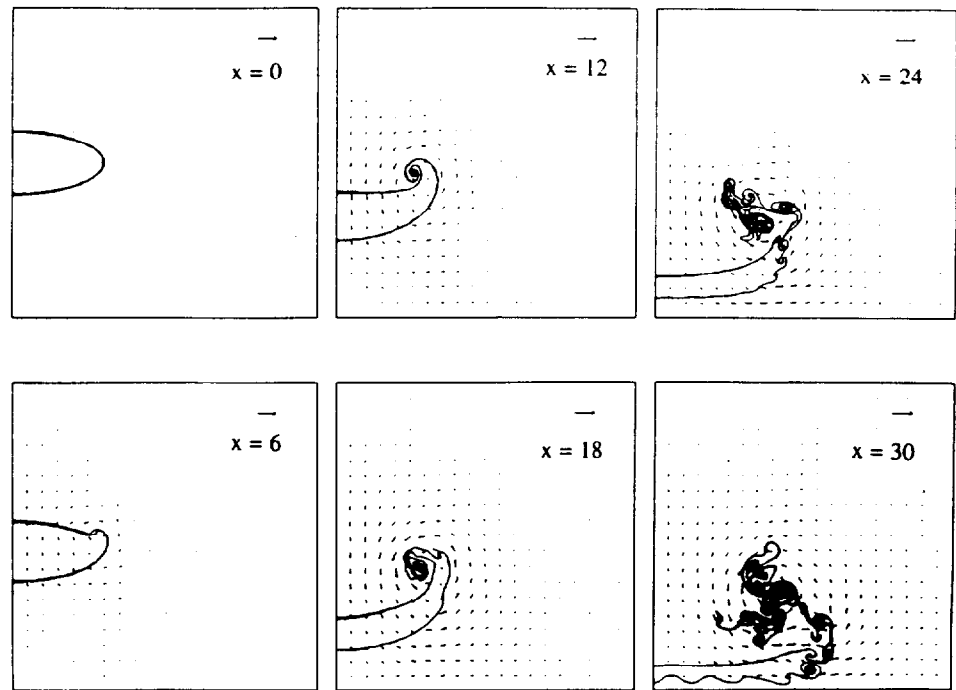 x = 0
x = 12
x = 24
x = 6
x = 18
x = 30